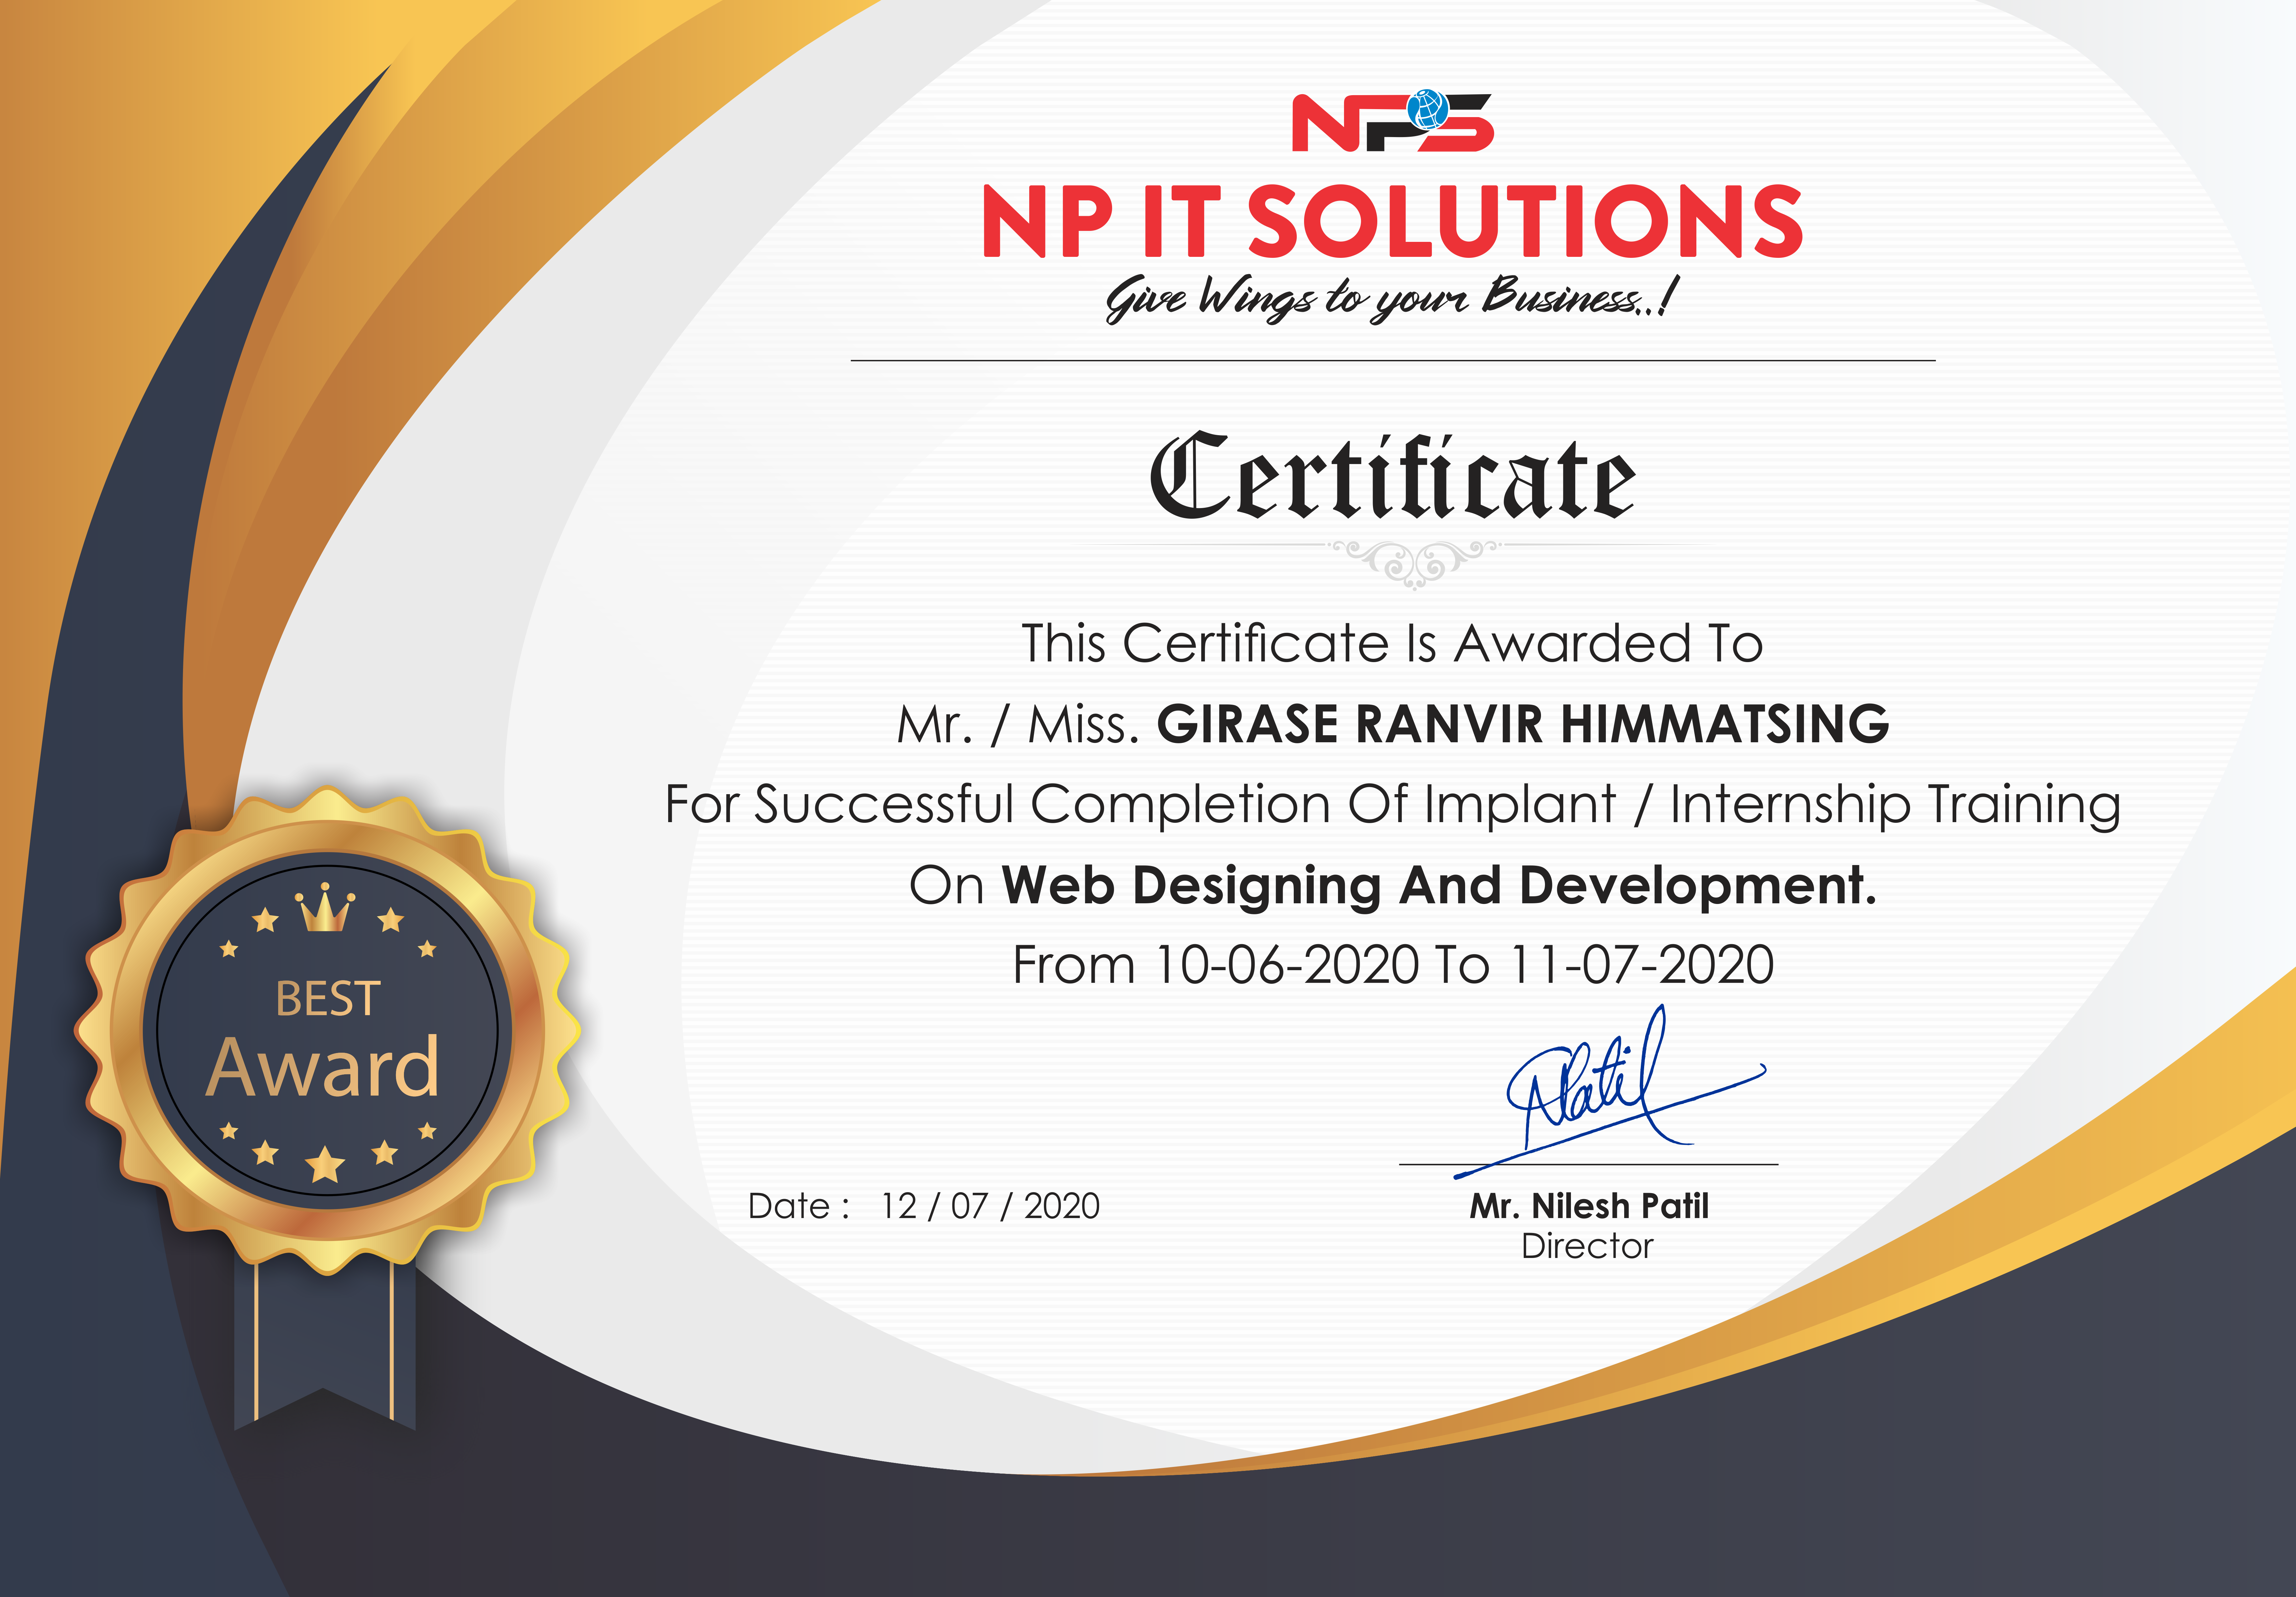 NPS
NP IT SOLUTIONS
Give Wings to your Business..!
Certificate
This Certificate Is Awarded To
Mr. / Miss. GIRASE RANVIR HIMMATSING
For Successful Completion Of Implant / Internship Training
On Web Designing And Development.
From 10-06-2020 To 11-07-2020
BEST
Award
Patil
Date : 12 / 07 / 2020
Mr. Nilesh Patil
Director